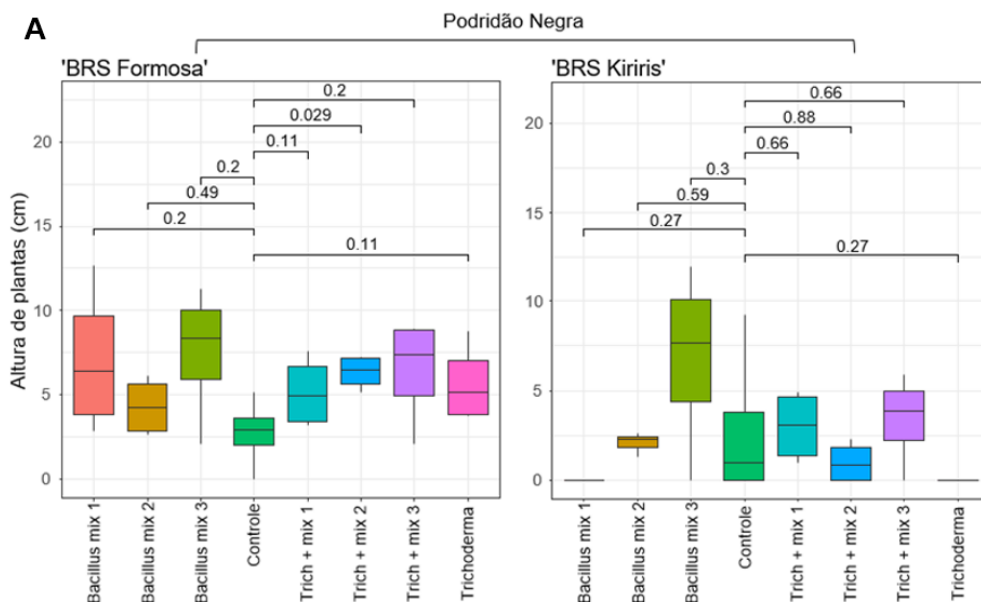 A
Podridão Negra
'BRS Formosa'
'BRS Kiriris'
Altura de plantas (cm)
20
15
10
5
0
0.2
0.029
0.11
0.2
0.49
0.2
0.11
Bacillus mix 1
Bacillus mix 2
Bacillus mix 3
Controle
Trich + mix 1
Trich + mix 2
Trich + mix 3
Trichoderma
20
15
10
5
0
0.66
0.88
0.66
0.3
0.59
0.27
0.27
Bacillus mix 1
Bacillus mix 2
Bacillus mix 3
Controle
Trich + mix 1
Trich + mix 2
Trich + mix 3
Trichoderma